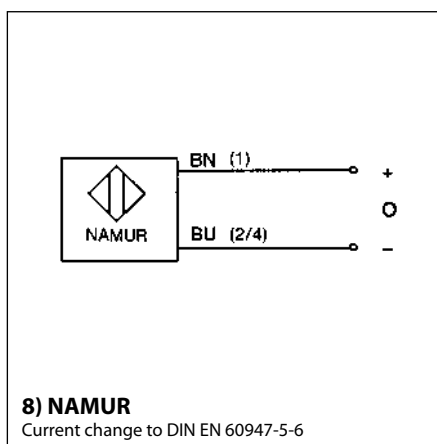 BN (1)
+
O
NAMUR
BU (2/4)
–
8) NAMUR
Current change to DIN EN 60947-5-6